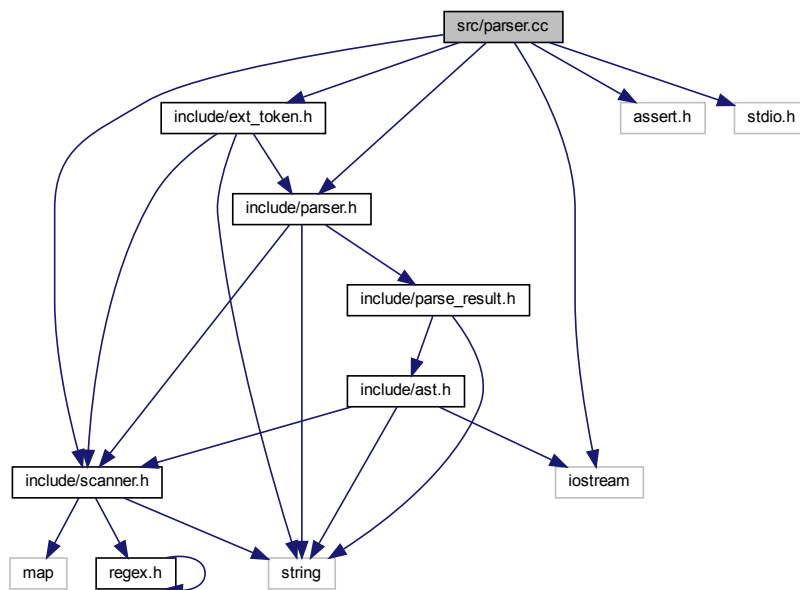 src/parser.cc
include/ext_token.h
assert.h
stdio.h
include/parser.h
include/parse_result.h
include/ast.h
include/scanner.h
iostream
map
regex.h
string